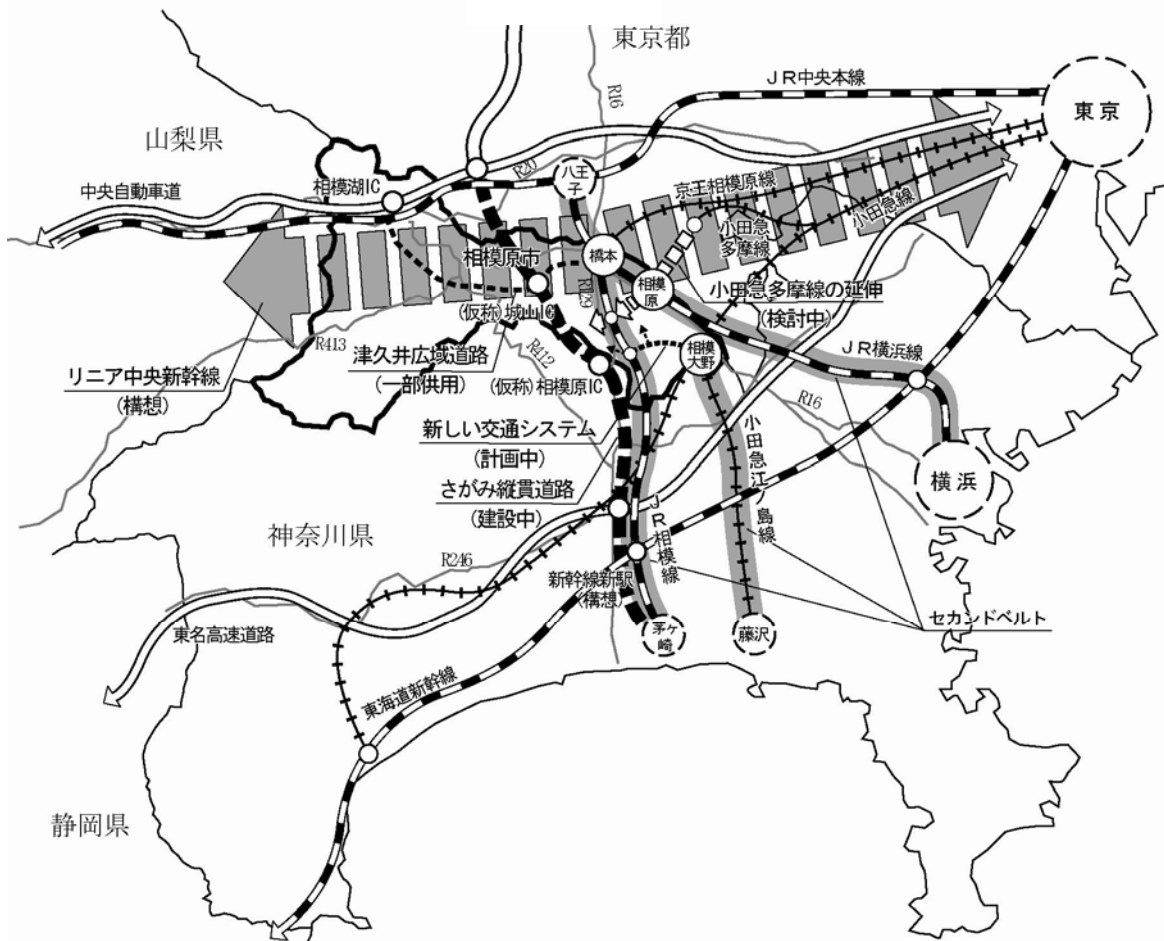 東京都
R16
JR中央本線
東京
山梨県
R20
八王
子
相模湖IC
中央自動車道
京王相模原線
小田急
多摩線
小田急線
相模原市
橋本
相模
原
小田急多摩線の延伸
(検討中)
(仮称)城山IC
R129
R413
リニア中央新幹線
(構想)
津久井広域道路
(一部供用)
R412
(仮称)相模原IC
相模
大野
JR横浜線
R16
新しい交通システム
(計画中)
さがみ縦貫道路
(建設中)
小田急江ノ島線
横浜
神奈川県
JR相模線
R246
新幹線新駅
(構想)
セカンドベルト
東名高速道路
茅ヶ
崎
藤沢
東海道新幹線
静岡県